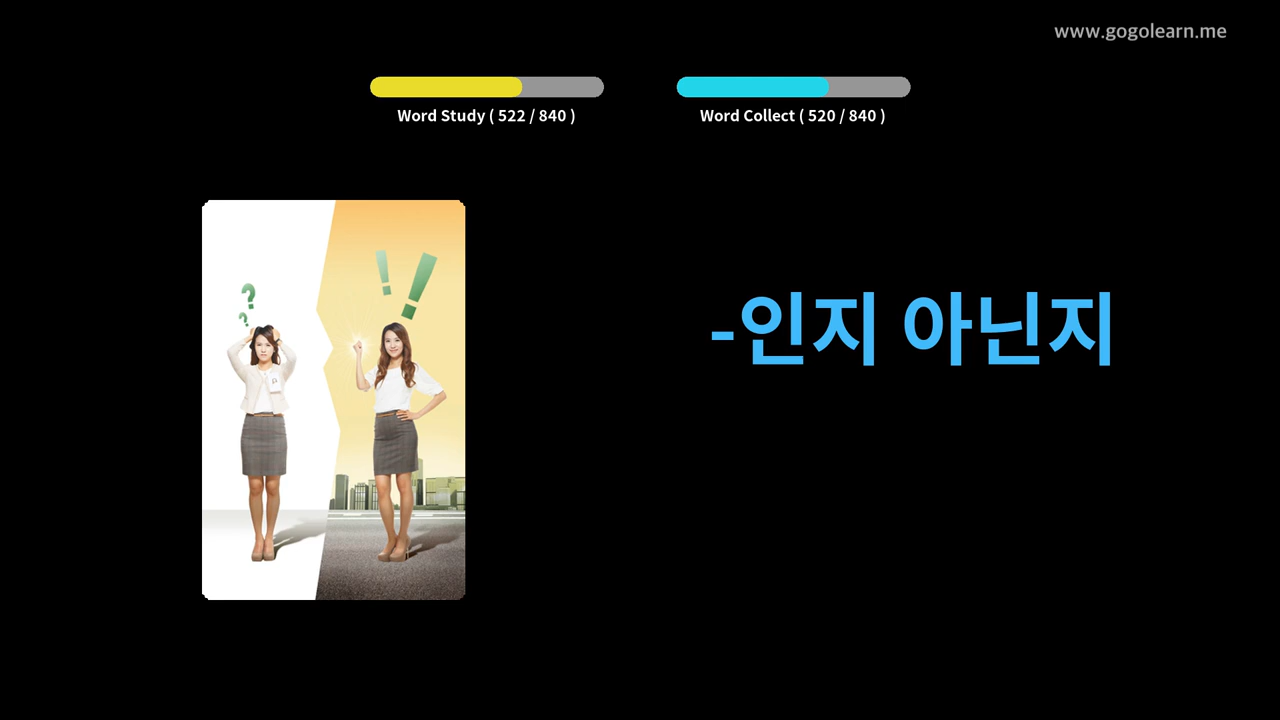 www.gogolearn.me
Word Study ( 522 / 840 )
Word Collect ( 520 / 840 )
? ?
! !
-인지 아닌지